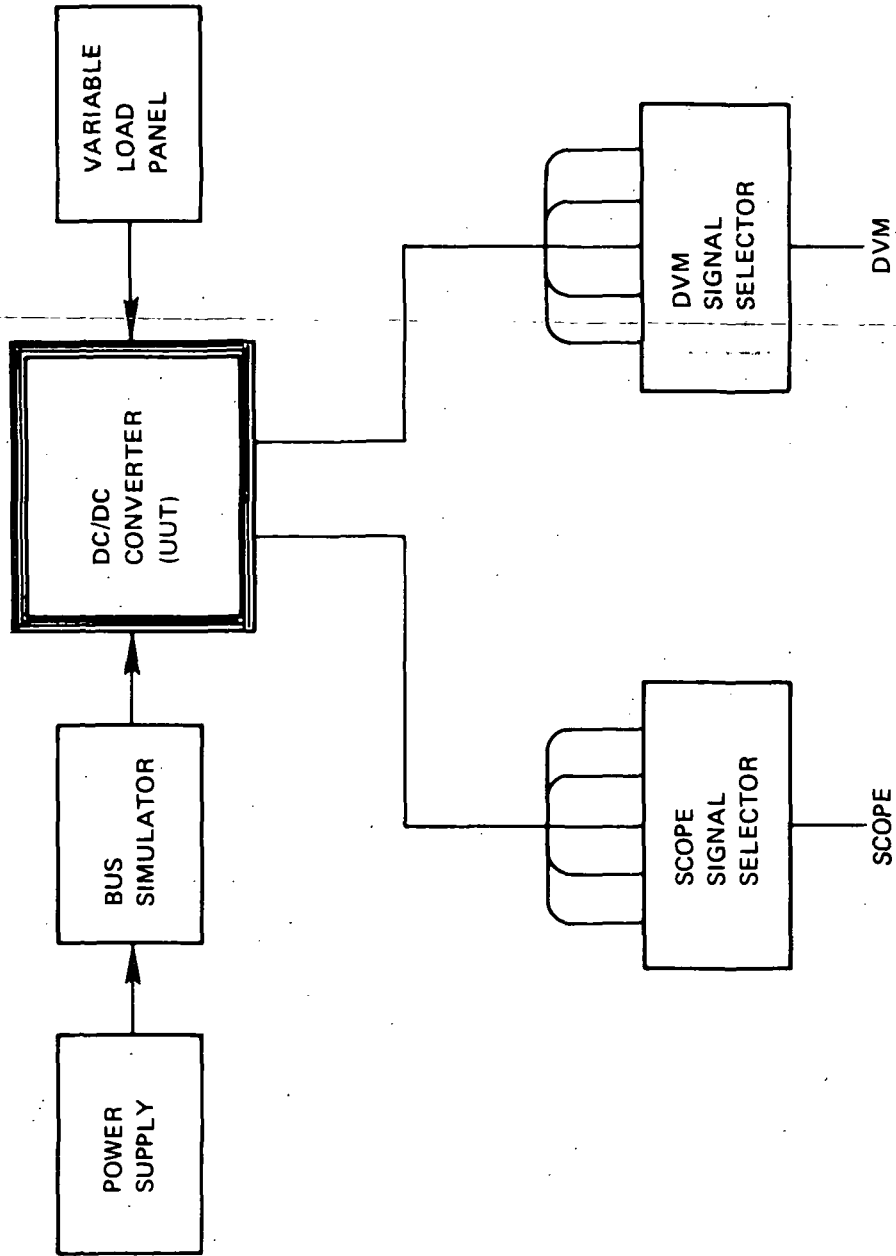 POWER
SUPPLY
BUS
SIMULATOR
DC/DC
CONVERTER
(UUT)
VARIABLE
LOAD
PANEL
SCOPE
SIGNAL
SELECTOR
DVM
SIGNAL
SELECTOR
SCOPE
DVM